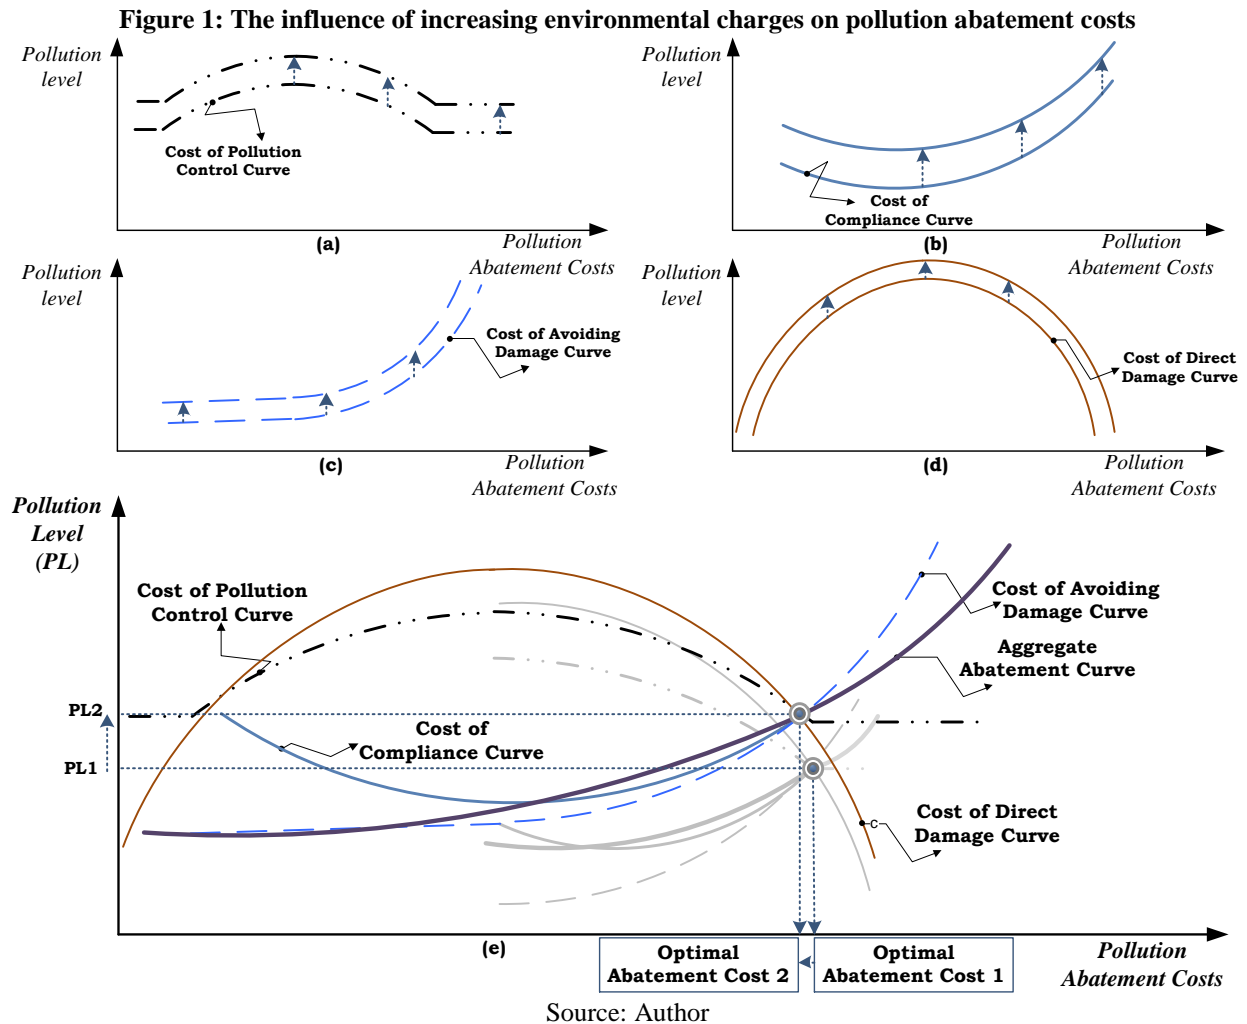 Figure 1: The influence of increasing environmental charges on pollution abatement costs
Pollution
level
Cost of Pollution
Control Curve
(a)
Pollution
Abatement Costs
Pollution
level
Cost of
Compliance Curve
(b)
Pollution
Abatement Costs
Pollution
level
Cost of Avoiding
Damage Curve
(c)
Pollution
Abatement Costs
Pollution
level
Cost of Direct
Damage Curve
(d)
Pollution
Abatement Costs
Pollution
Level
(PL)
Cost of Pollution
Control Curve
Cost of Avoiding
Damage Curve
Aggregate
Abatement Curve
PL2
Cost of
Compliance Curve
PL1
Cost of Direct
Damage Curve
C
(e)
Optimal
Abatement Cost 2
Optimal
Abatement Cost 1
Pollution
Abatement Costs
Source: Author